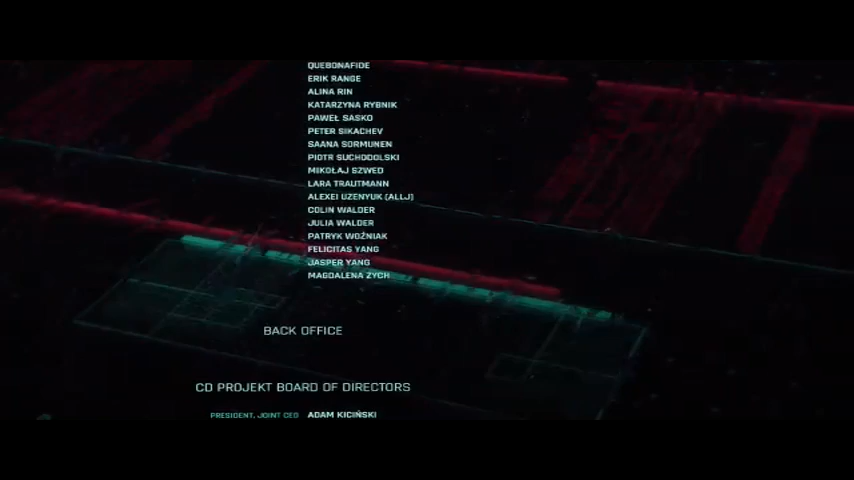 QUEBONAFIDE
ERIK RANGE
ALINA RIN
KATARZYNA RYBNIK
PAWEŁ SASKO
PETER SIKACHEV
SAANA SORMUNEN
PIOTR SUCHODOLSKI
MIKOŁAJ SZWED
LARA TRAUTMANN
ALEXEI UZENYUK (ALLJ)
COLIN WALDER
JULIA WALDER
PATRYK WOŹNIAK
FELICITAS YANG
JASPER YANG
MAGDALENA ZYCH
BACK OFFICE
CD PROJEKT BOARD OF DIRECTORS
PRESIDENT, JOINT CEO ADAM KICIŃSKI